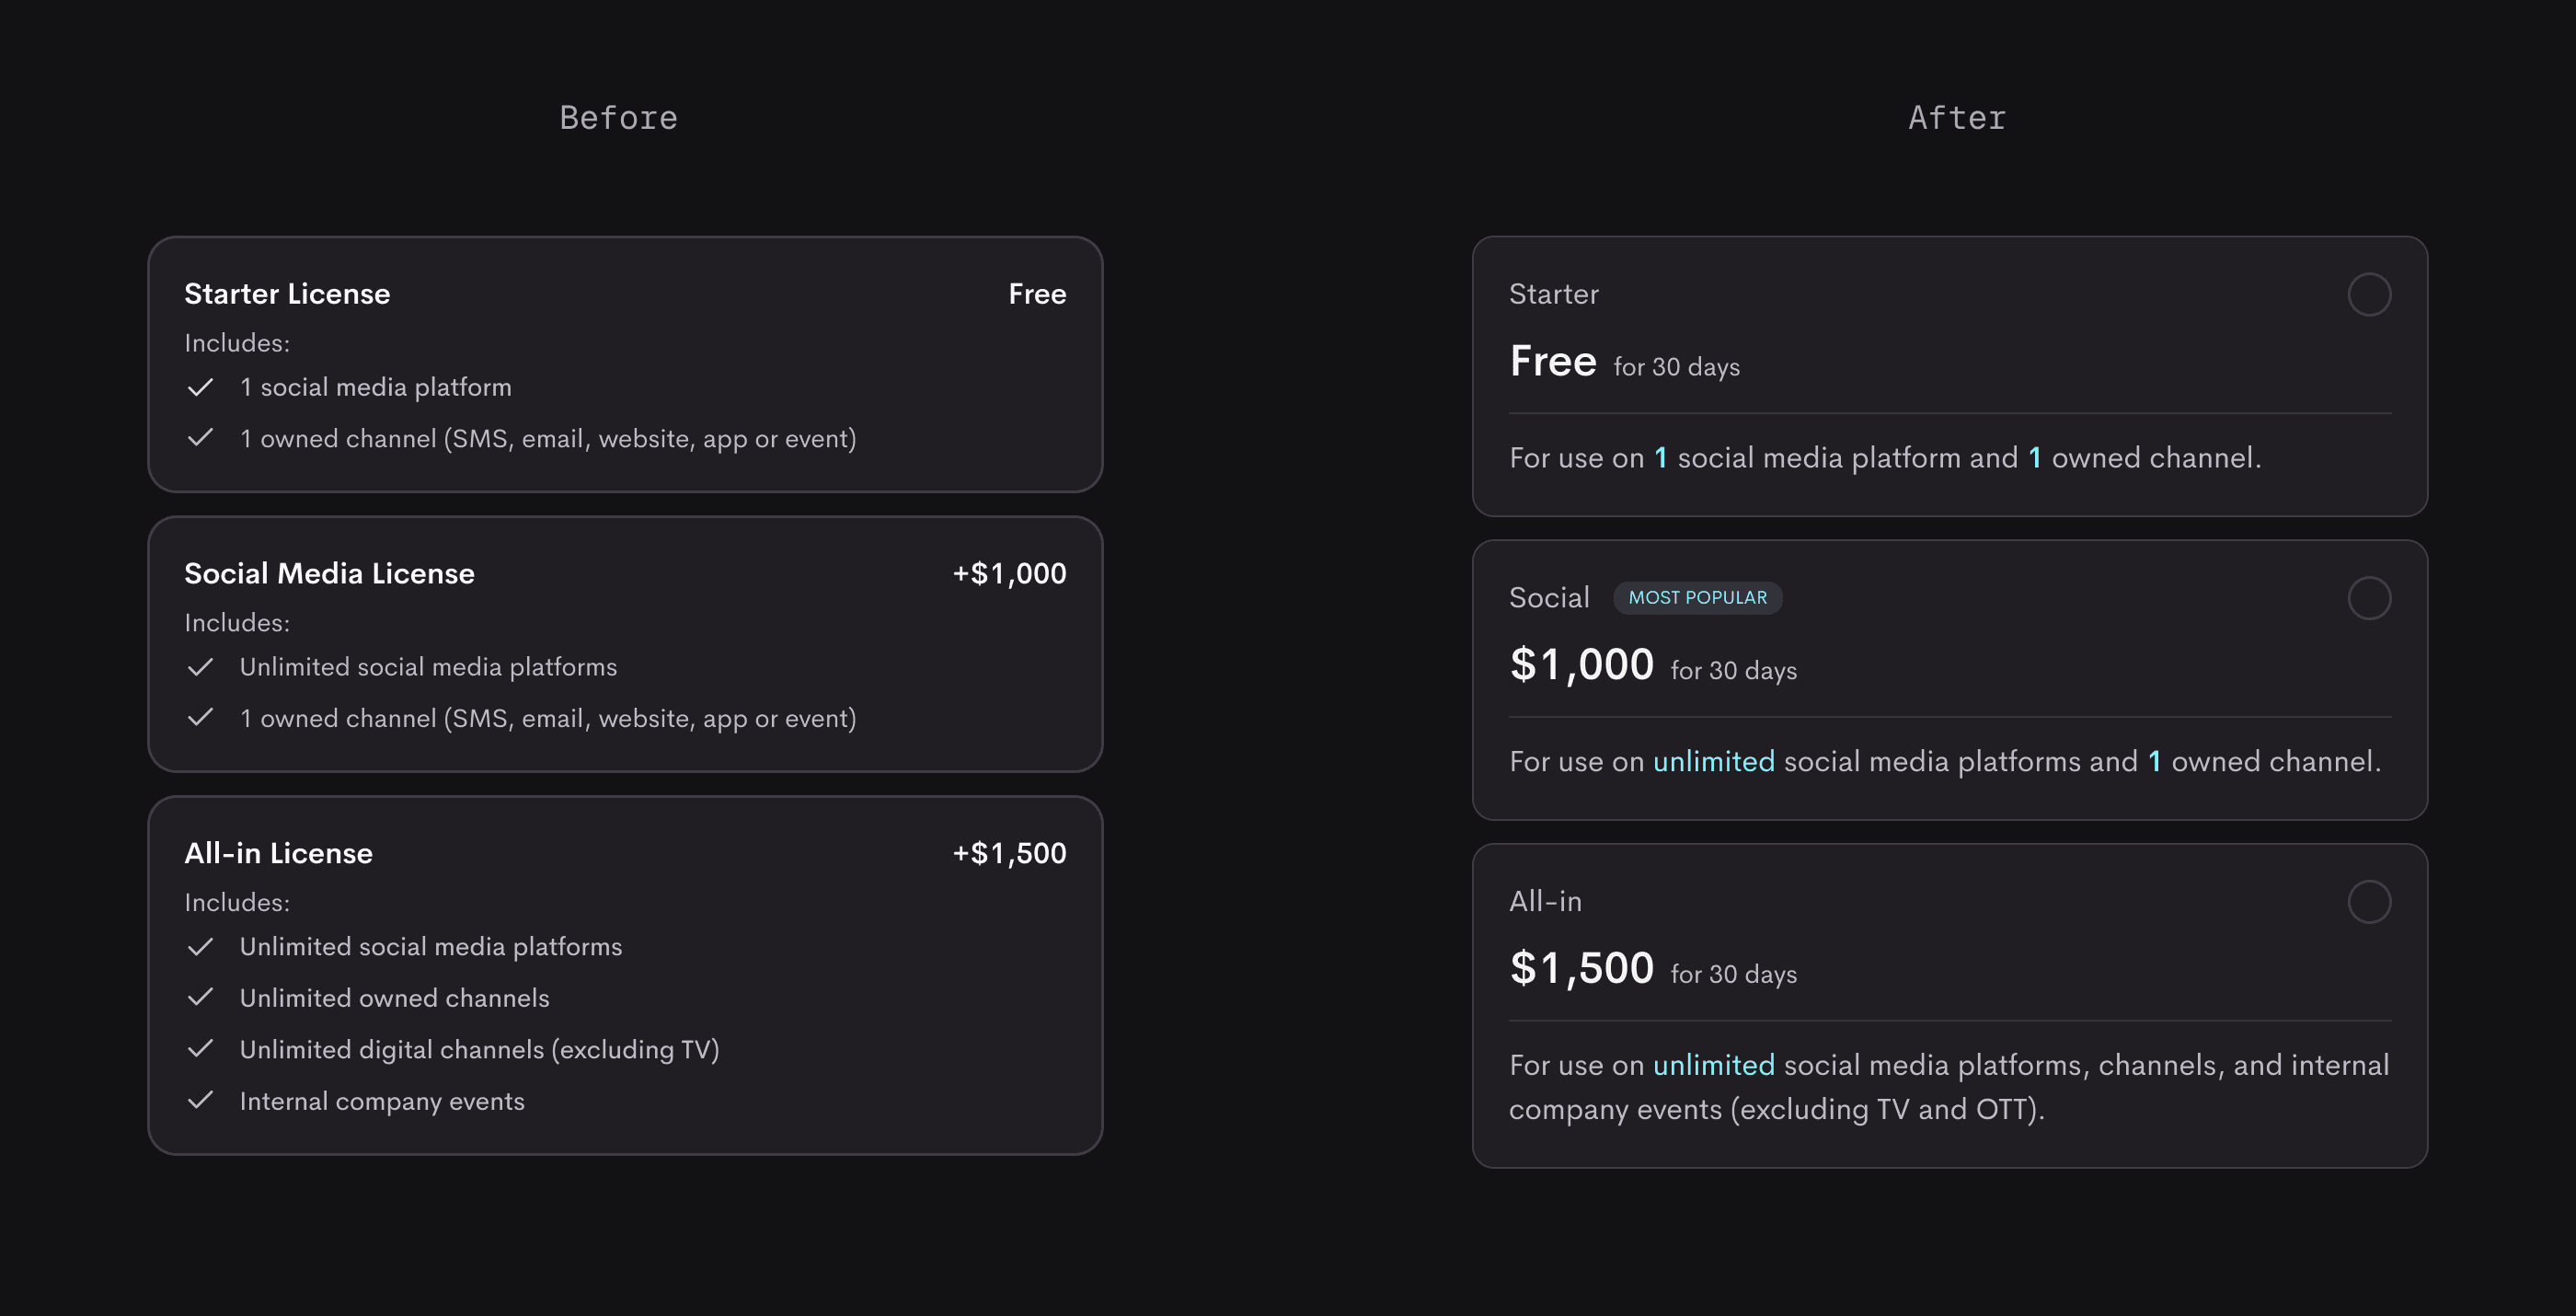 Before
Starter License
Free
Includes:
1 social media platform
1 owned channel (SMS, email, website, app or event)
Social Media License
+$1,000
Includes:
Unlimited social media platforms
1 owned channel (SMS, email, website, app or event)
All-in License
+$1,500
Includes:
Unlimited social media platforms
Unlimited owned channels
Unlimited digital channels (excluding TV)
Internal company events
After
Starter
Free for 30 days
For use on 1 social media platform and 1 owned channel.
Social MOST POPULAR
$1,000 for 30 days
For use on unlimited social media platforms and 1 owned channel.
All-in
$1,500 for 30 days
For use on unlimited social media platforms, channels, and internal
company events (excluding TV and OTT).